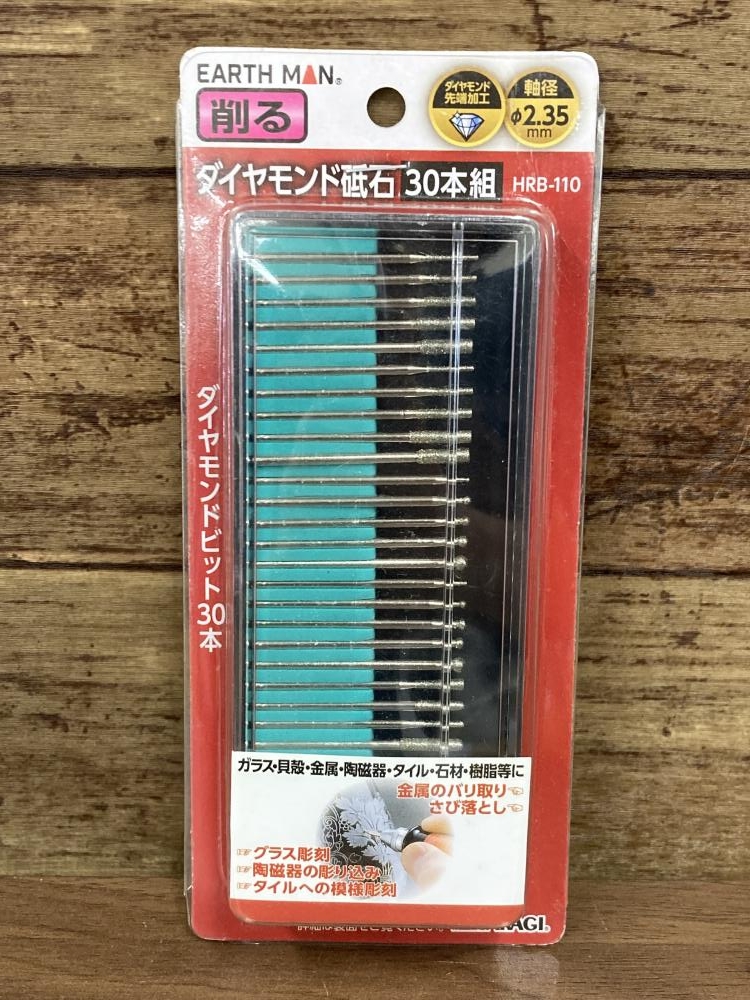 EARTH MAN®
削る
ダイヤモンド
先端加工
軸径
φ2.35
mm
ダイヤモンド砥石 30本組 HRB-110
ダイヤモンドビット30本
ガラス・貝殻・金属・陶磁器・タイル・石材・樹脂等に
金属のバリ取り☜
さび落とし☜
☞グラス彫刻
☞陶磁器の彫り込み
☞タイルへの模様彫刻